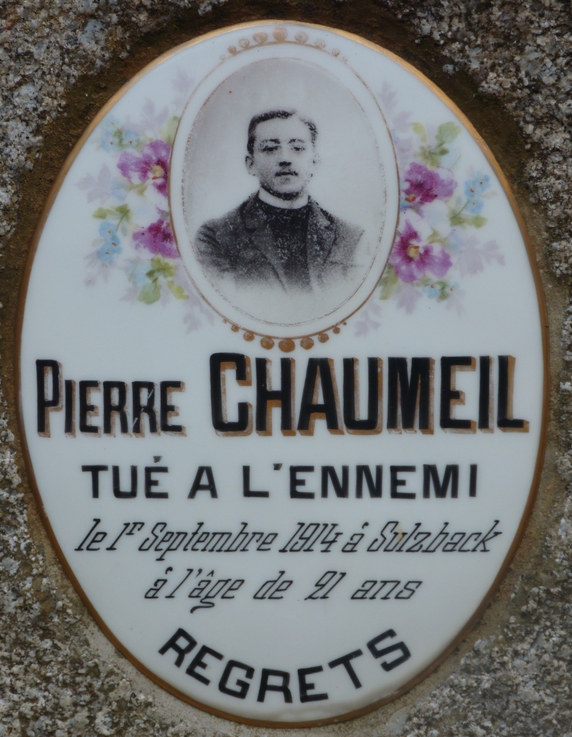 PIERRE CHAUMEIL
TUÉ A L'ENNEMI
le 1er Septembre 1914 á Sulzback
á l'âge de 21 ans
REGRETS